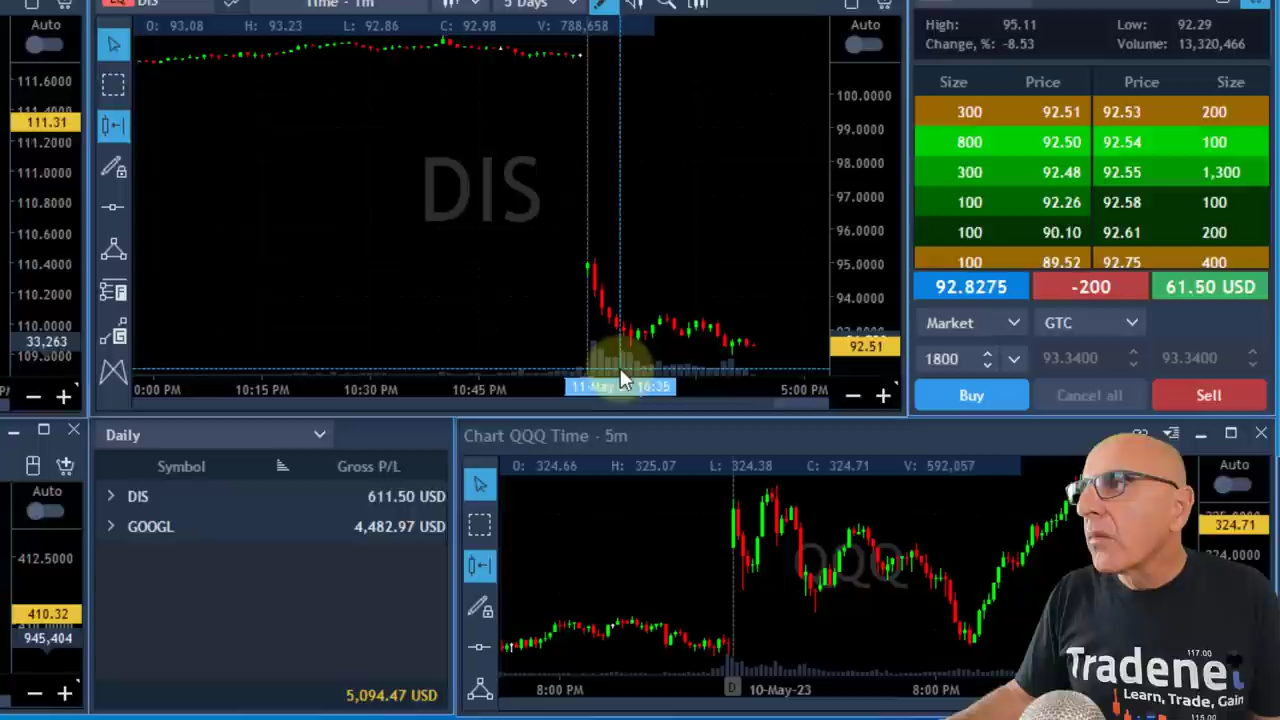 DIS
Time - 1m
5 Days
Auto
111.6000
111.31
111.2000
111.0000
110.8000
110.6000
110.4000
110.2000
110.0000
33,263
O: 93.08 H: 93.23 L: 92.86 C: 92.98 V: 788,658
DIS
10:15 PM
10:30 PM
10:45 PM
5:00 PM
Auto
100.0000
99.0000
98.0000
97.0000
96.0000
95.0000
94.0000
92.51
High: 95.11 Low: 92.29
Change, %: -8.53 Volume: 13,320,466
Size Price Price Size
300 92.51 92.53 200
800 92.50 92.54 100
300 92.48 92.55 1,300
100 92.26 92.58 100
100 90.10 92.61 200
100 89.52 92.75 400
92.8275 -200 61.50 USD
Market GTC
1800 93.3400 93.3400
Buy Cancel all Sell
Auto
412.5000
410.32
945,404
Daily
Symbol Gross P/L
DIS 611.50 USD
GOOGL 4,482.97 USD
5,094.47 USD
Chart QQQ Time - 5m
O: 324.66 H: 325.07 L: 324.38 C: 324.71 V: 592,057
QQQ
8:00 PM
D
10-May-23
8:00 PM
Auto
324.71
324.0000
117.00
Tradenet
Learn, Trade, Gain